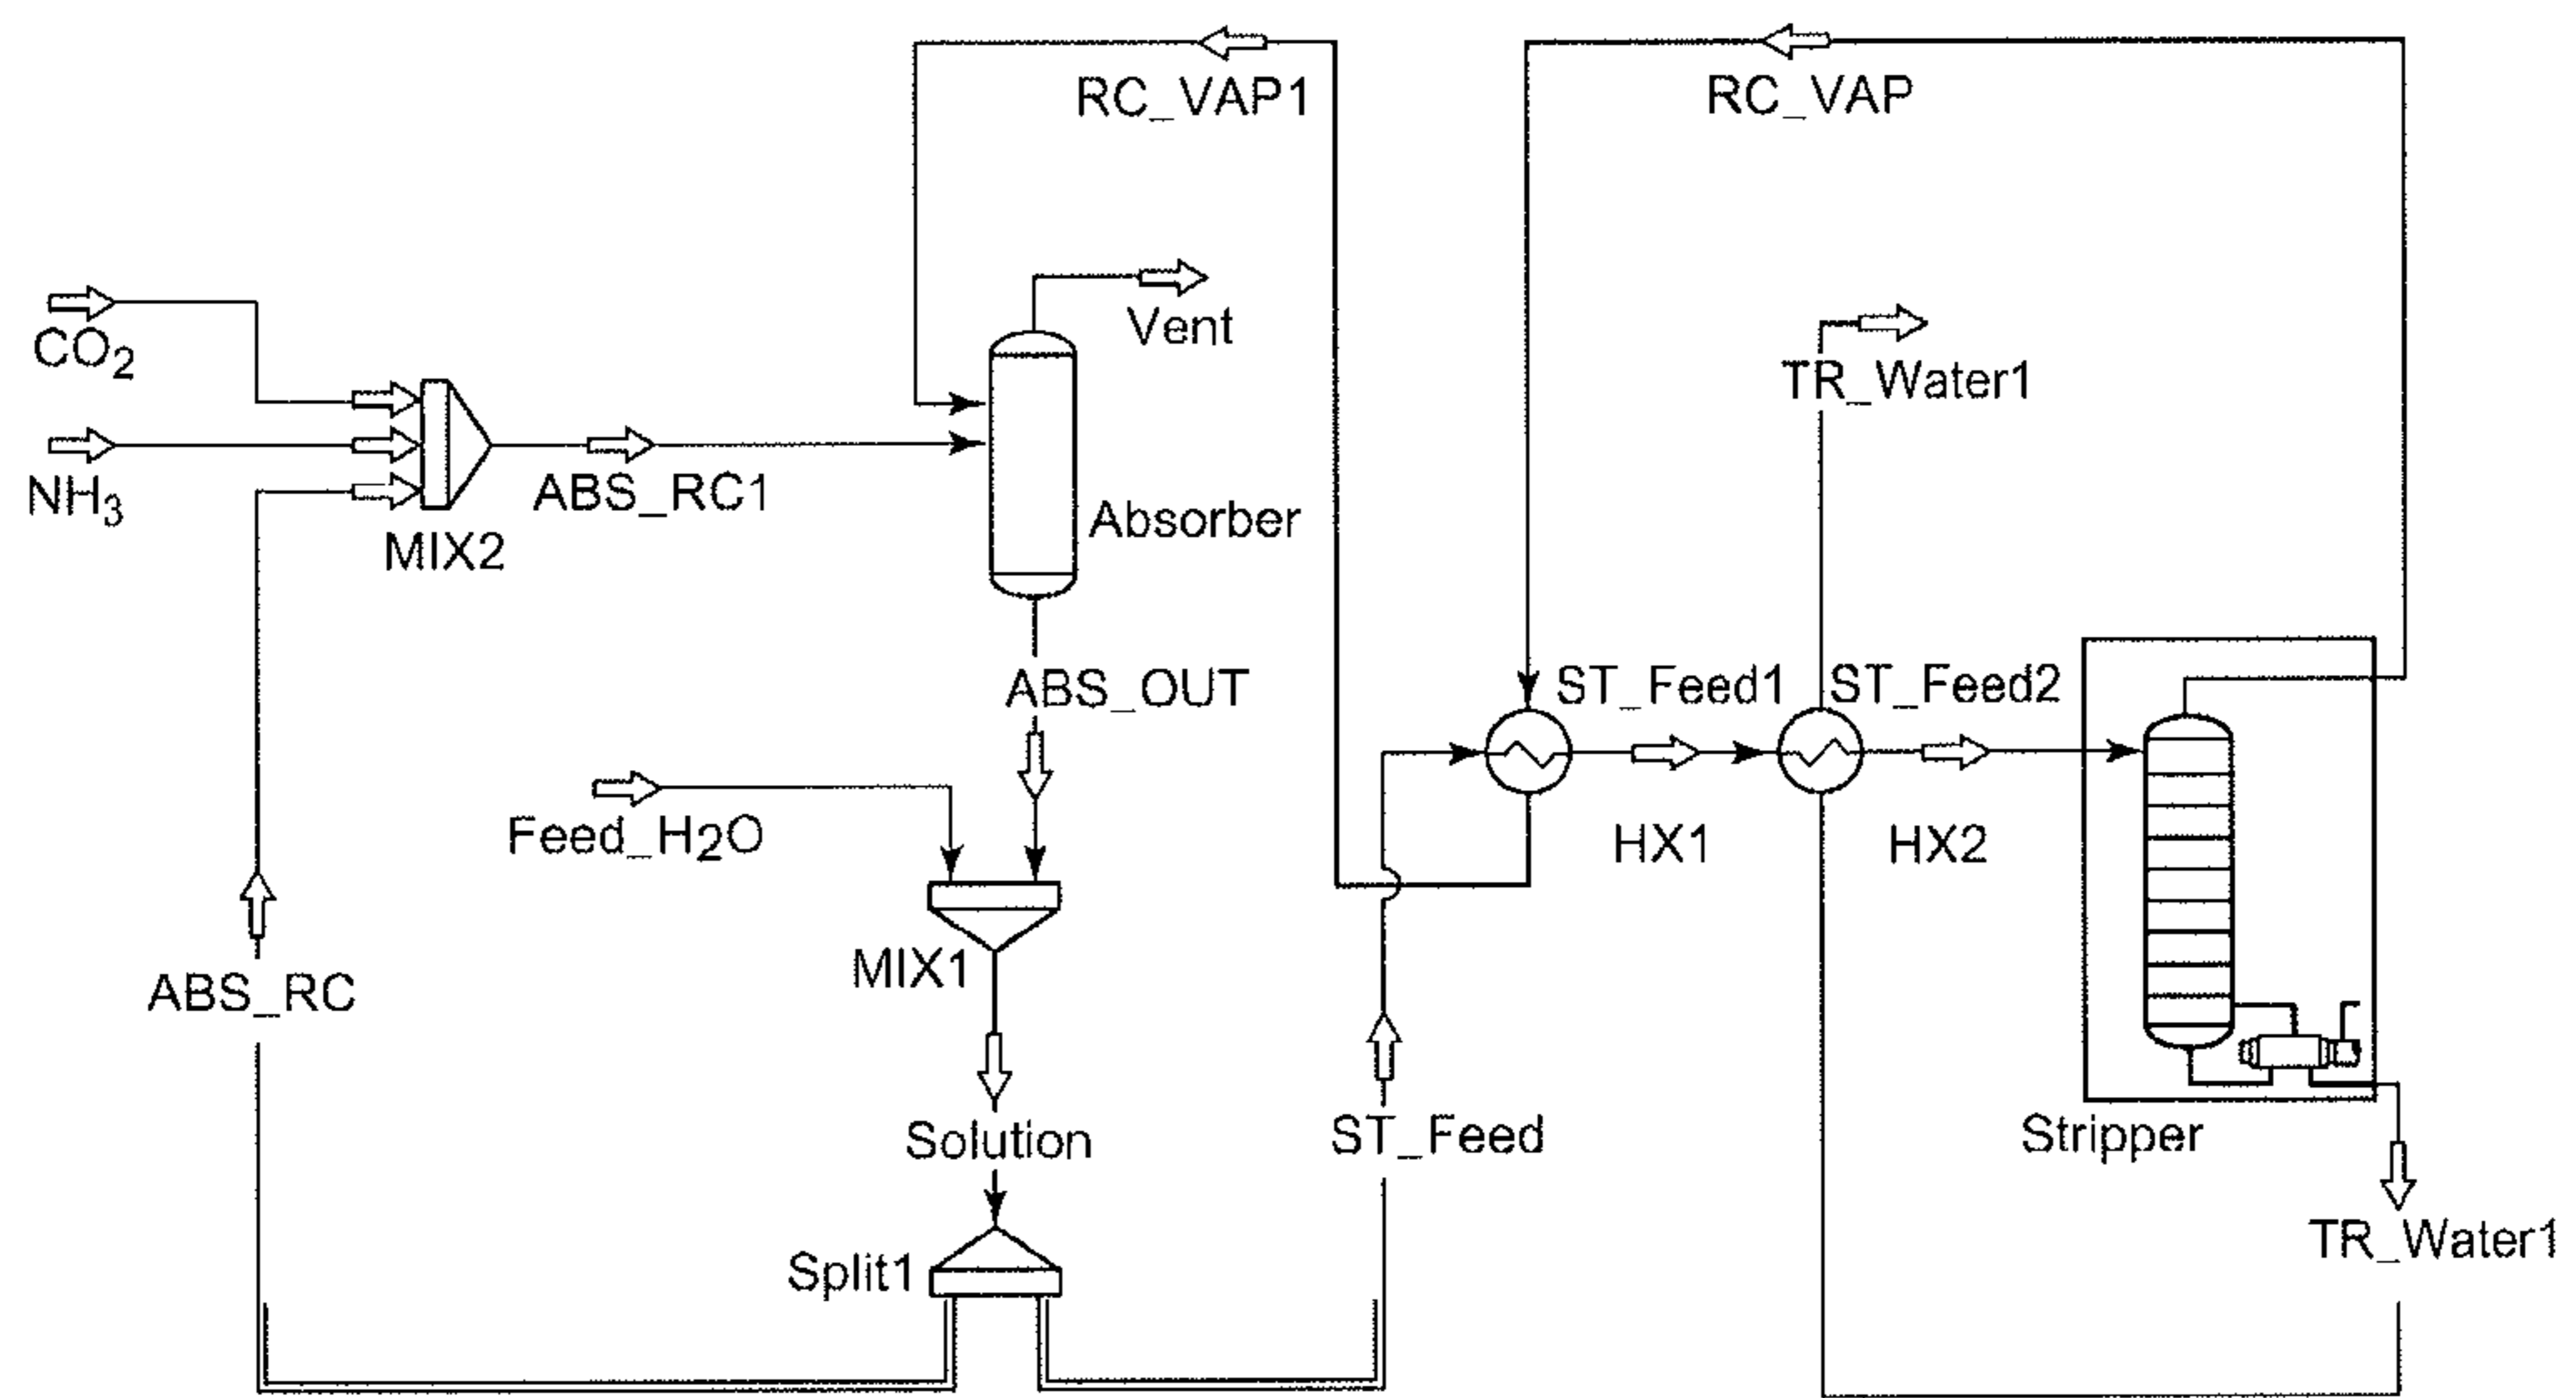 RC_VAP1
RC_VAP
Vent
CO2
TR_Water1
NH3
ABS_RC1
Absorber
MIX2
ABS_OUT
ST_Feed1
ST_Feed2
Feed_H2O
HX1
HX2
MIX1
ABS_RC
Solution
ST_Feed
Stripper
TR_Water1
Split1